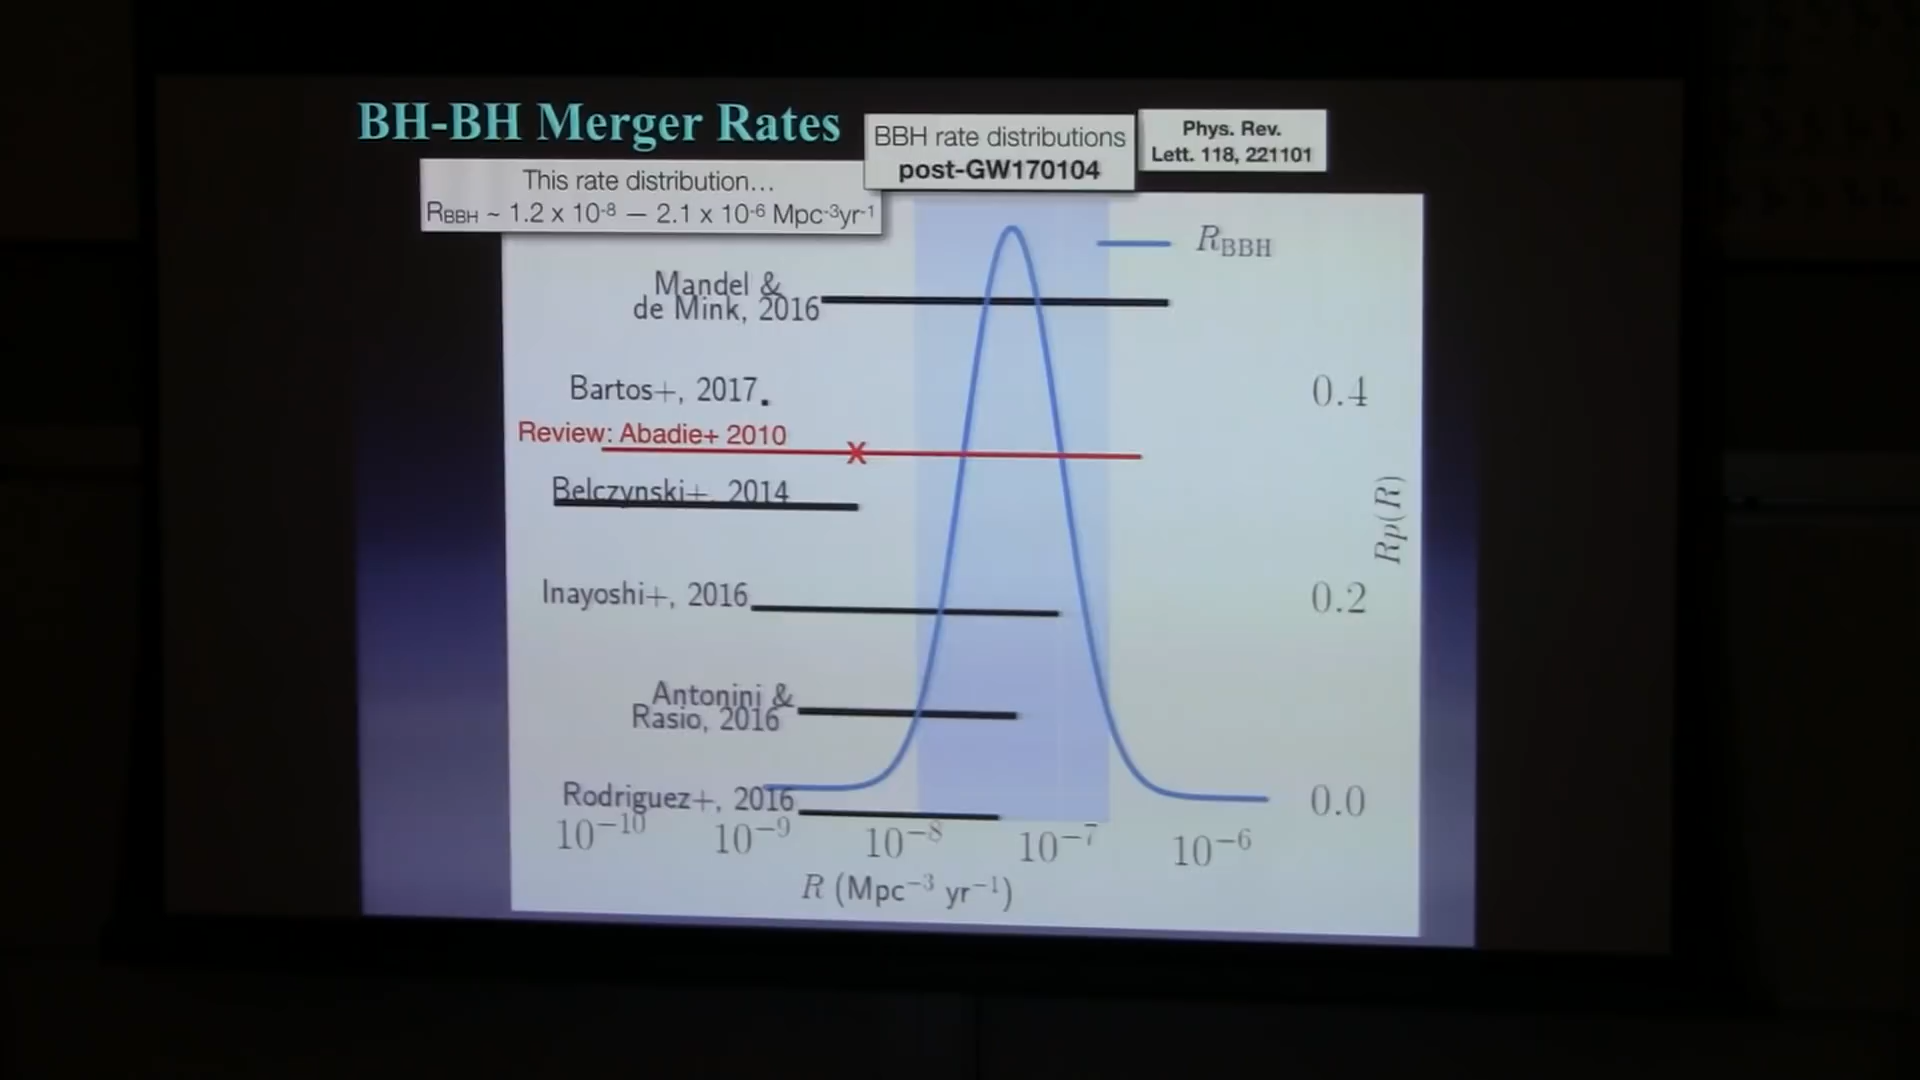 BH-BH Merger Rates
BBH rate distributions
post-GW170104
Phys. Rev.
Lett. 118, 221101
This rate distribution…
RBBH ~ 1.2 x 10⁻⁸ — 2.1 x 10⁻⁶ Mpc⁻³yr⁻¹
R_BBH
Mandel &
de Mink, 2016
Bartos+, 2017
Review: Abadie+ 2010
x
Belczynski+, 2014
Inayoshi+, 2016
Antonini &
Rasio, 2016
Rodriguez+, 2016
0.4
0.2
0.0
Rp(R)
10⁻¹⁰ 10⁻⁹ 10⁻⁸ 10⁻⁷ 10⁻⁶
R (Mpc⁻³ yr⁻¹)